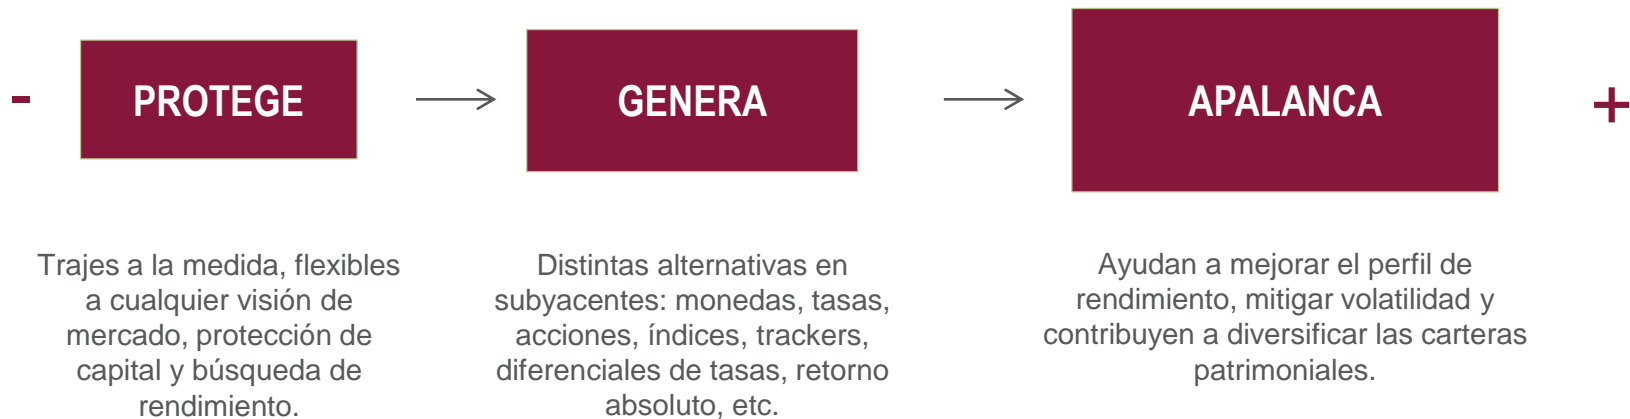 -
PROTEGE
GENERA
APALANCA
+
Trajes a la medida, flexibles
a cualquier visión de
mercado, protección de
capital y búsqueda de
rendimiento.
Distintas alternativas en
subyacentes: monedas, tasas,
acciones, índices, trackers,
diferenciales de tasas, retorno
absoluto, etc.
Ayudan a mejorar el perfil de
rendimiento, mitigar volatilidad y
contribuyen a diversificar las carteras
patrimoniales.